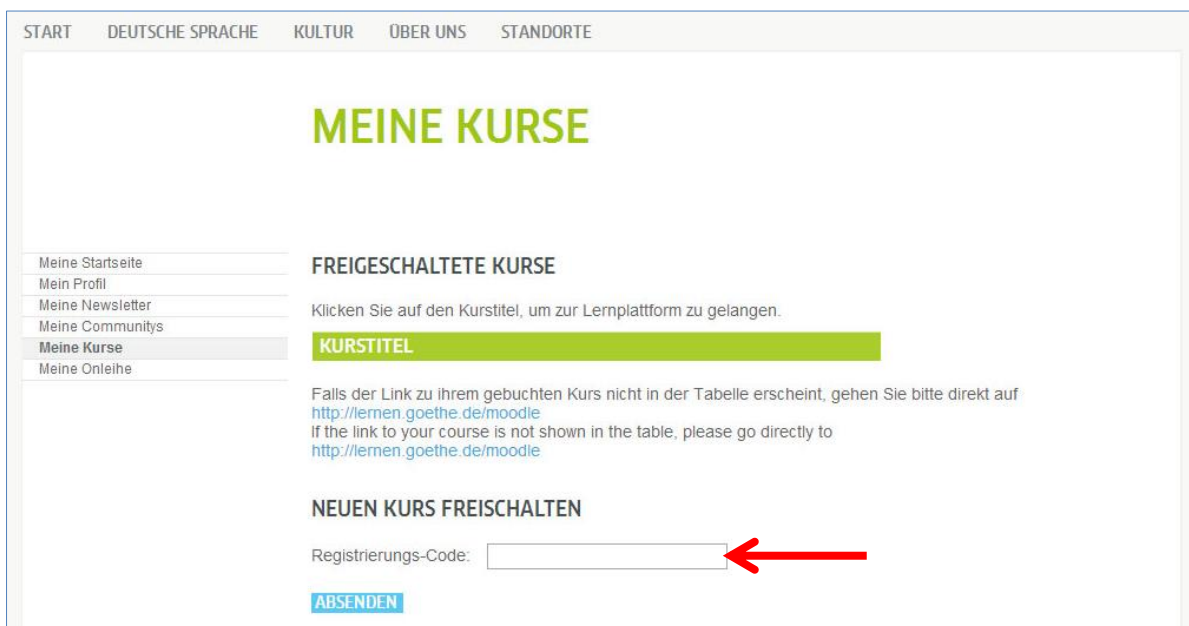 START DEUTSCHE SPRACHE KULTUR ÜBER UNS STANDORTE
MEINE KURSE
Meine Startseite
Mein Profil
Meine Newsletter
Meine Communitys
Meine Kurse
Meine Onleihe
FREIGESCHALTETE KURSE
Klicken Sie auf den Kurstitel, um zur Lernplattform zu gelangen.
KURSTITEL
Falls der Link zu ihrem gebuchten Kurs nicht in der Tabelle erscheint, gehen Sie bitte direkt auf
http://lernen.goethe.de/moodle
If the link to your course is not shown in the table, please go directly to
http://lernen.goethe.de/moodle
NEUEN KURS FREISCHALTEN
Registrierungs-Code:
ABSENDEN